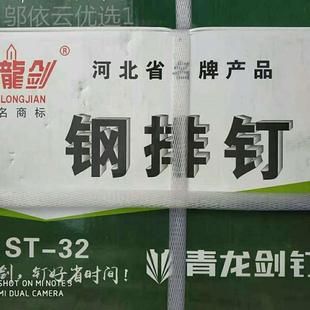 邬依云优选1...
龍剑®
LONGJIAN
名商标
河北省 牌产品
钢排钉
ST-32
剑,钉好省时间!
青龙剑钉
SHOT ON MI NOTE 3
MI DUAL CAMERA